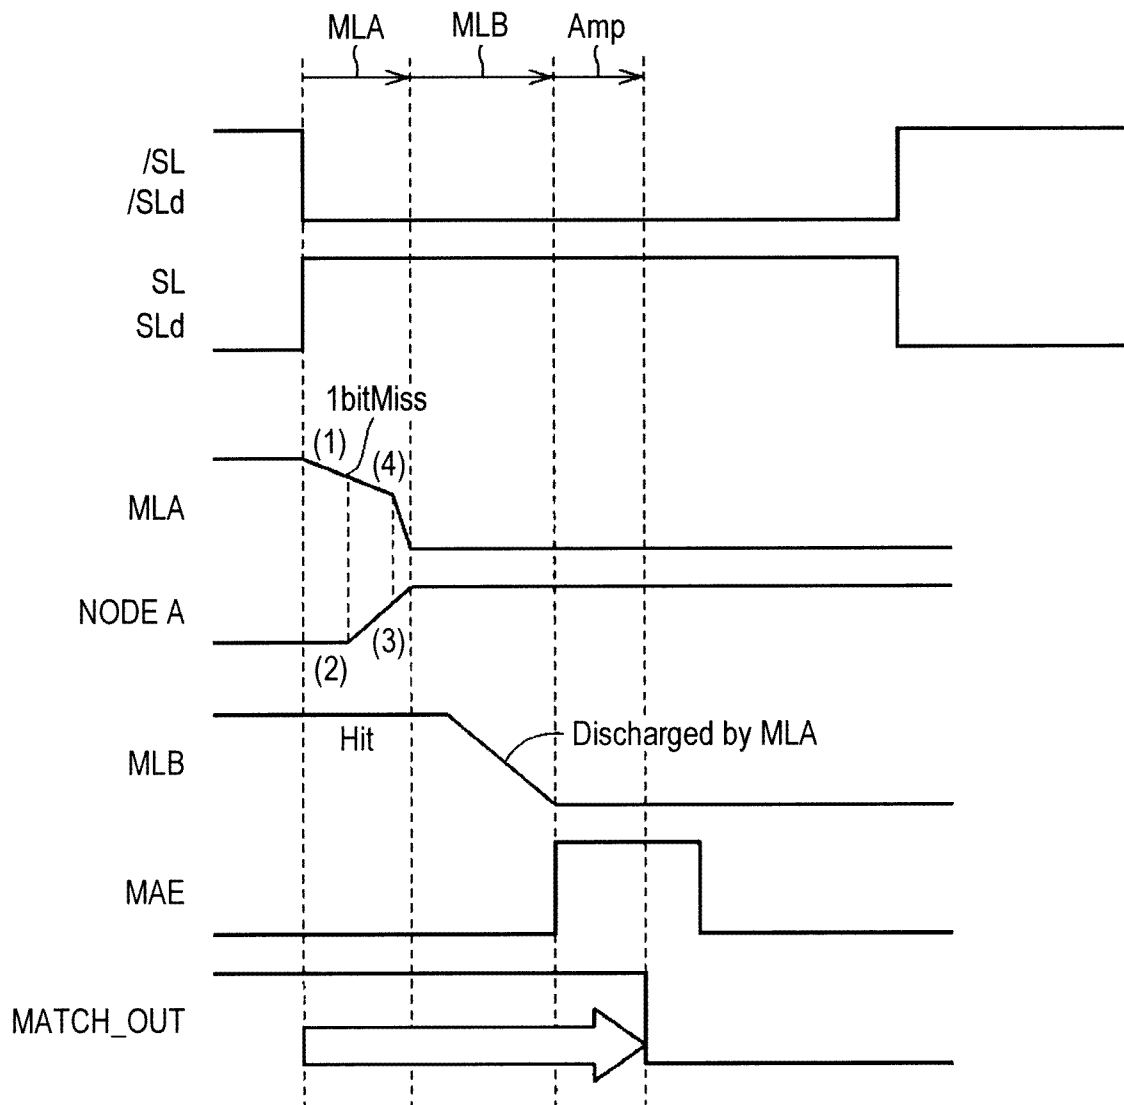 MLA MLB Amp
/SL
/SLd
SL
SLd
1bitMiss
(1)
(4)
MLA
NODE A
(3)
(2)
Hit
Discharged by MLA
MLB
MAE
MATCH_OUT